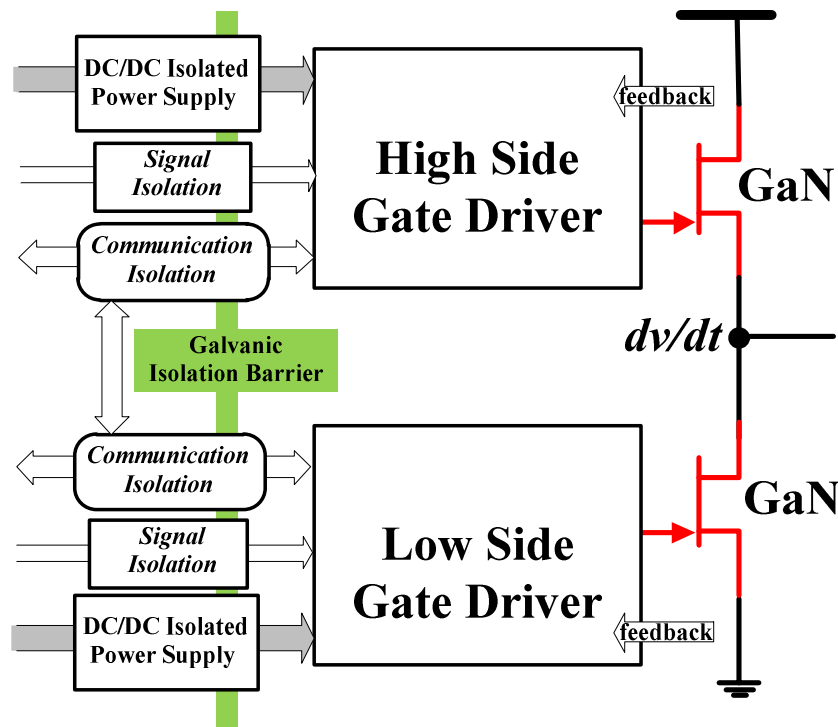 DC/DC Isolated
Power Supply
feedback
Signal
Isolation
High Side
Gate Driver
GaN
Communication
Isolation
dv/dt
Galvanic
Isolation Barrier
Communication
Isolation
GaN
Signal
Isolation
Low Side
Gate Driver
DC/DC Isolated
Power Supply
feedback